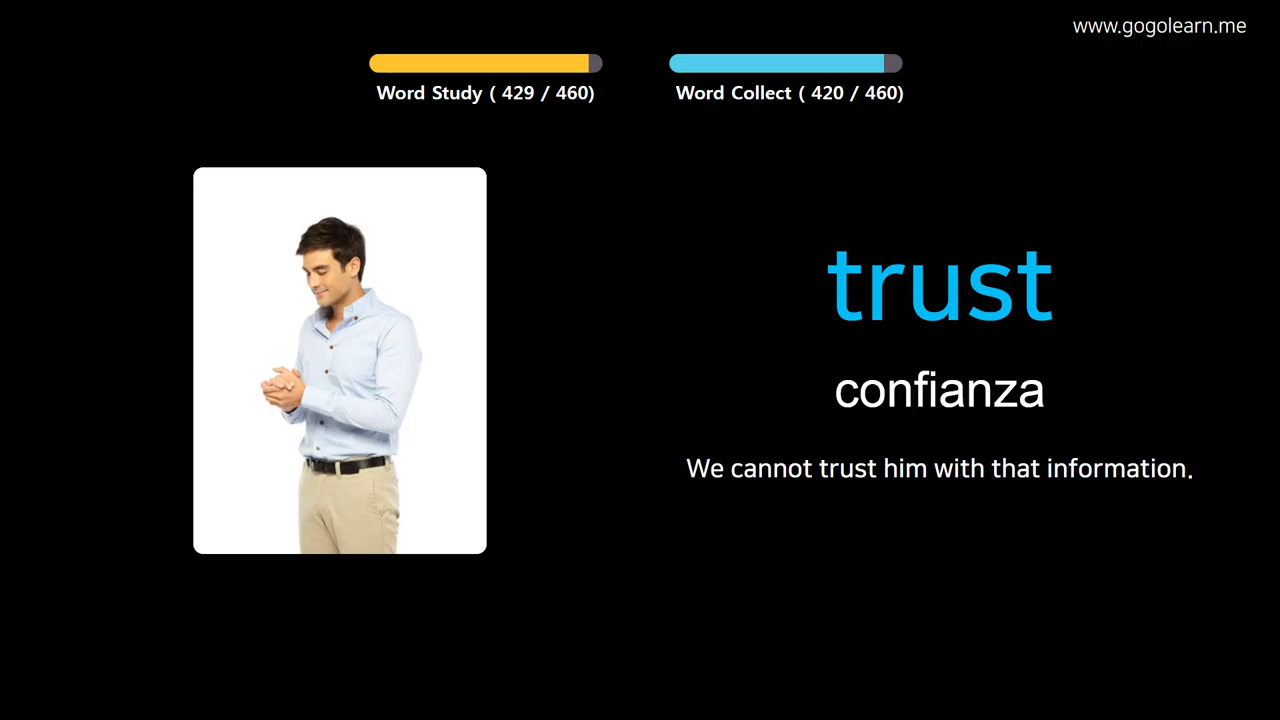 www.gogolearn.me
Word Study ( 429 / 460)
Word Collect ( 420 / 460)
trust
confianza
We cannot trust him with that information.